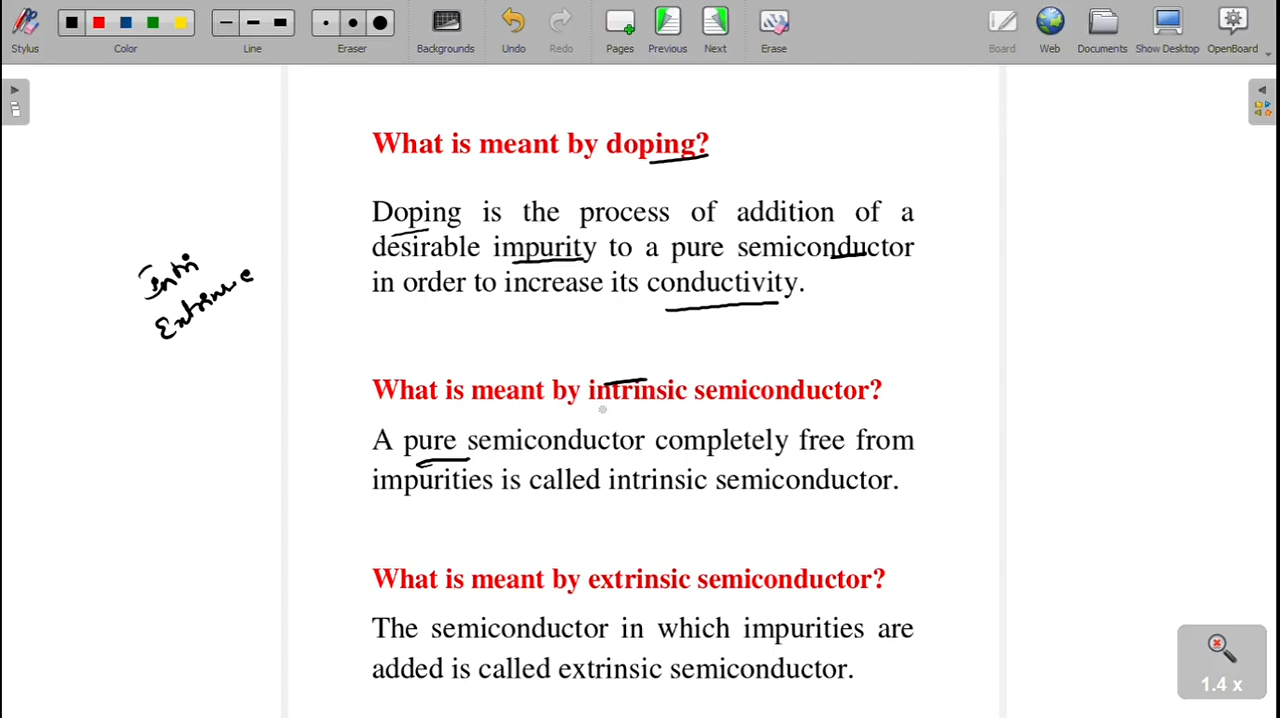 Stylus
Color
Line
Eraser
Backgrounds
Undo
Redo
Pages
Previous
Next
Erase
Board
Web
Documents
Show Desktop
OpenBoard
What is meant by doping?
Doping is the process of addition of a
desirable impurity to a pure semiconductor
in order to increase its conductivity.
Intri
What is meant by intrinsic semiconductor?
A pure semiconductor completely free from
impurities is called intrinsic semiconductor.
What is meant by extrinsic semiconductor?
The semiconductor in which impurities are
added is called extrinsic semiconductor.
1.4 x